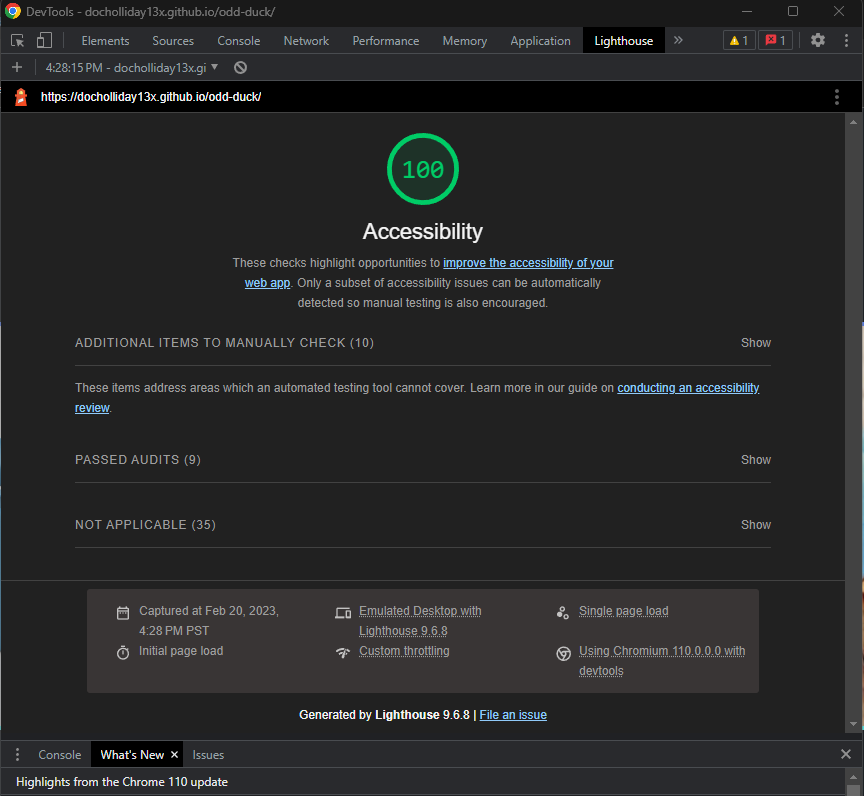 DevTools - docholliday13x.github.io/odd-duck/
Elements Sources Console Network Performance Memory Application Lighthouse » 1 1
4:28:15 PM - docholliday13x.gi
https://docholliday13x.github.io/odd-duck/
100
Accessibility
These checks highlight opportunities to improve the accessibility of your
web app. Only a subset of accessibility issues can be automatically
detected so manual testing is also encouraged.
ADDITIONAL ITEMS TO MANUALLY CHECK (10) Show
These items address areas which an automated testing tool cannot cover. Learn more in our guide on conducting an accessibility
review.
PASSED AUDITS (9) Show
NOT APPLICABLE (35) Show
Captured at Feb 20, 2023,
4:28 PM PST
Initial page load
Emulated Desktop with
Lighthouse 9.6.8
Custom throttling
Single page load
Using Chromium 110.0.0.0 with
devtools
Generated by Lighthouse 9.6.8 | File an issue
Console What's New Issues
Highlights from the Chrome 110 update